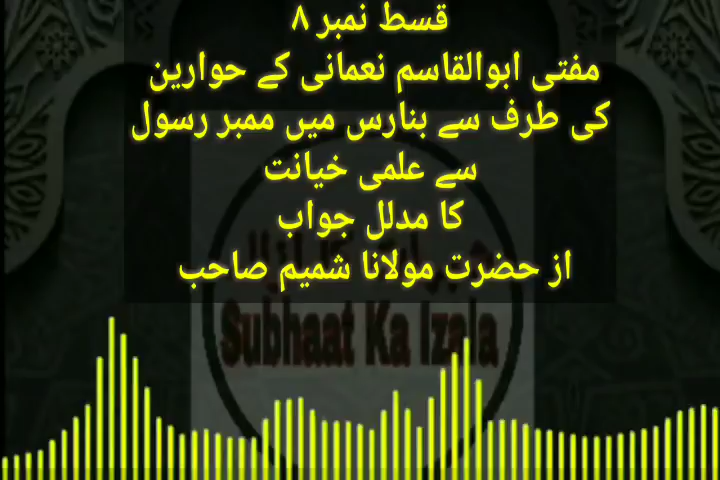 قسط نمبر ۸
مفتی ابوالقاسم نعمانی کے حوارین
کی طرف سے بنارس میں ممبر رسول
سے علمی خیانت
کا مدلل جواب
از حضرت مولانا شمیم صاحب
Subhaat Ka Izala